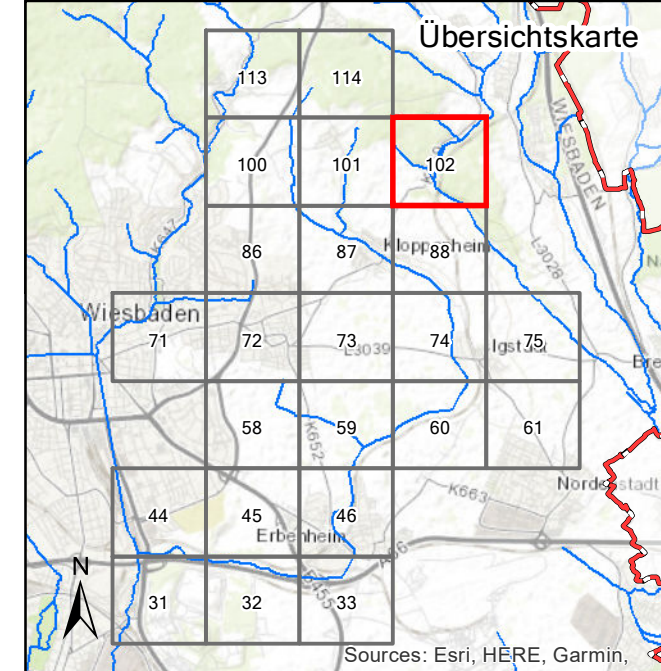 Übersichtskarte
113 114
WIESBADEN
100 101 102
K647
86 87 Kloppenheim 88
L3028
Wiesbaden
71 72 73 74 Igstadt 75
L3039
58 59 60 61
K652
Nordenstadt
K663
44 45 46
Erbenheim
A66
N
31 32 33
B455
Sources: Esri, HERE, Garmin,